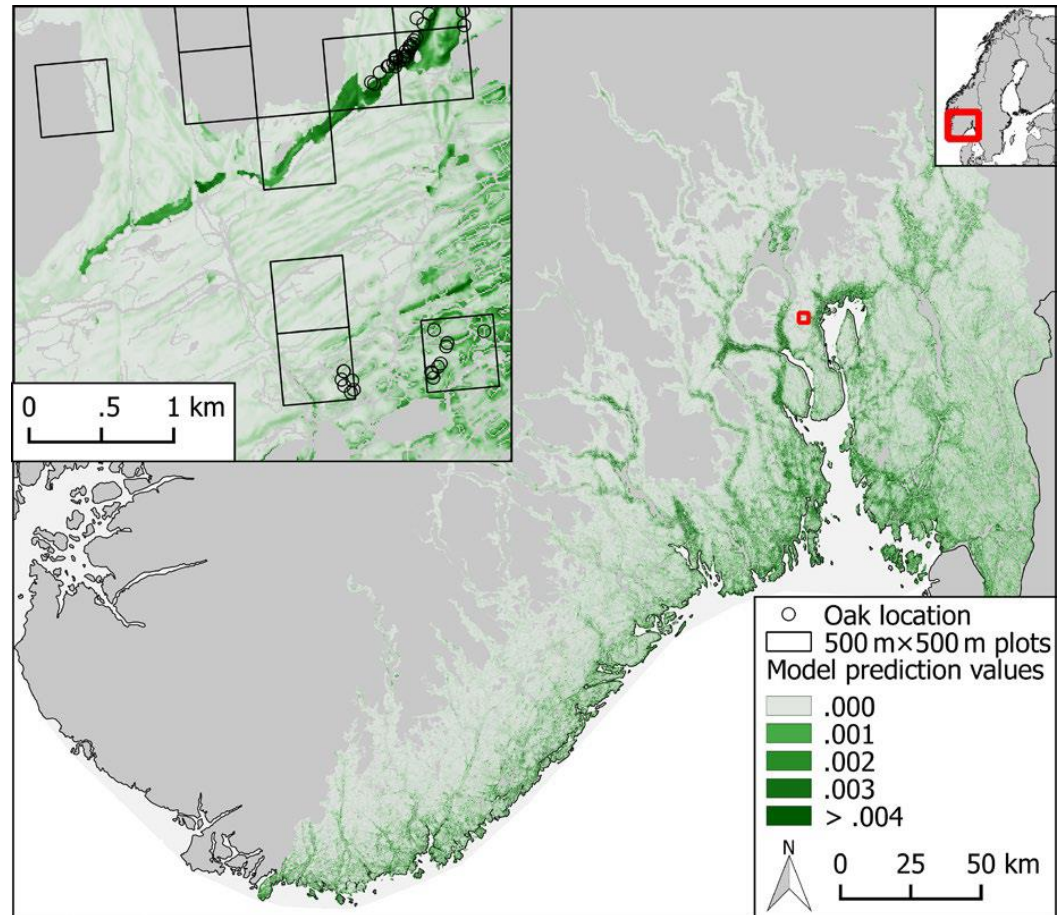 0 .5 1 km
Oak location
500 m×500 m plots
Model prediction values
.000
.001
.002
.003
> .004
N
0 25 50 km